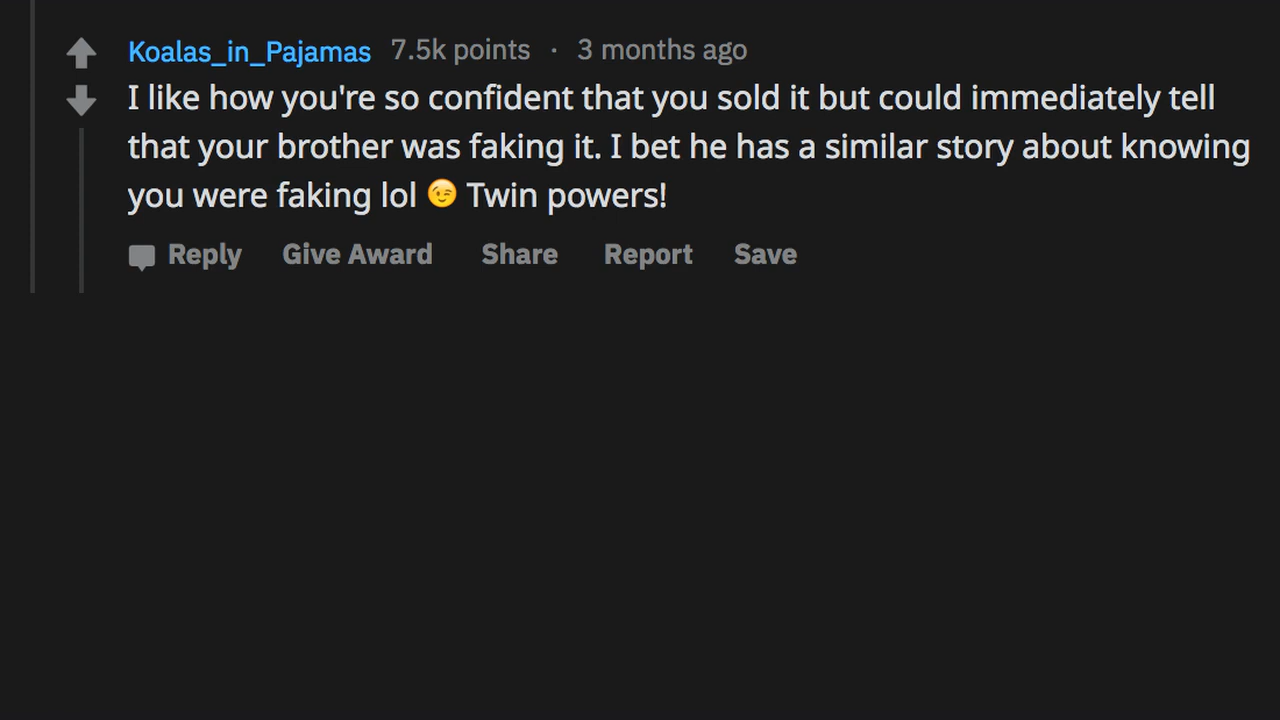 Koalas_in_Pajamas 7.5k points · 3 months ago
I like how you're so confident that you sold it but could immediately tell
that your brother was faking it. I bet he has a similar story about knowing
you were faking lol 😉 Twin powers!
Reply Give Award Share Report Save